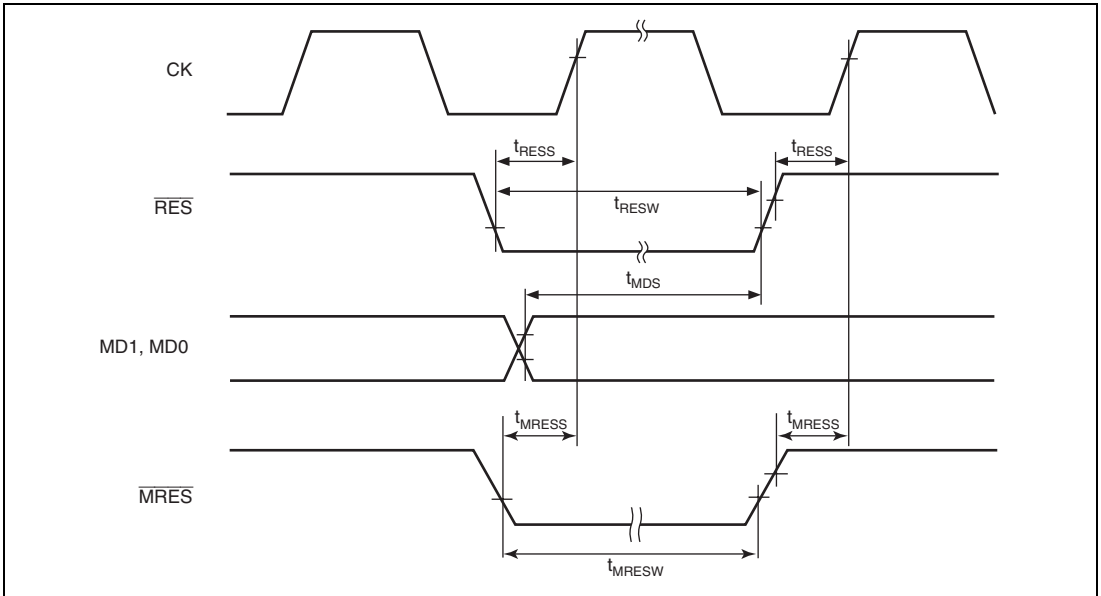 CK
tRESS
tRESS
RES
tRESW
tMDS
MD1, MD0
tMRESS
tMRESS
MRES
tMRESW